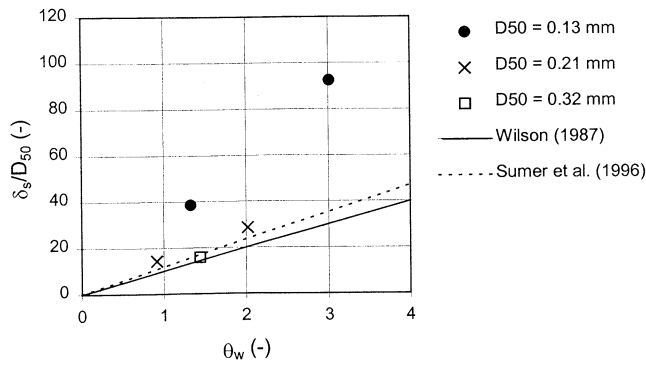 120
100
80
60
40
20
0
δs/D50 (-)
0 1 2 3 4
θw (-)
D50 = 0.13 mm
D50 = 0.21 mm
D50 = 0.32 mm
Wilson (1987)
Sumer et al. (1996)